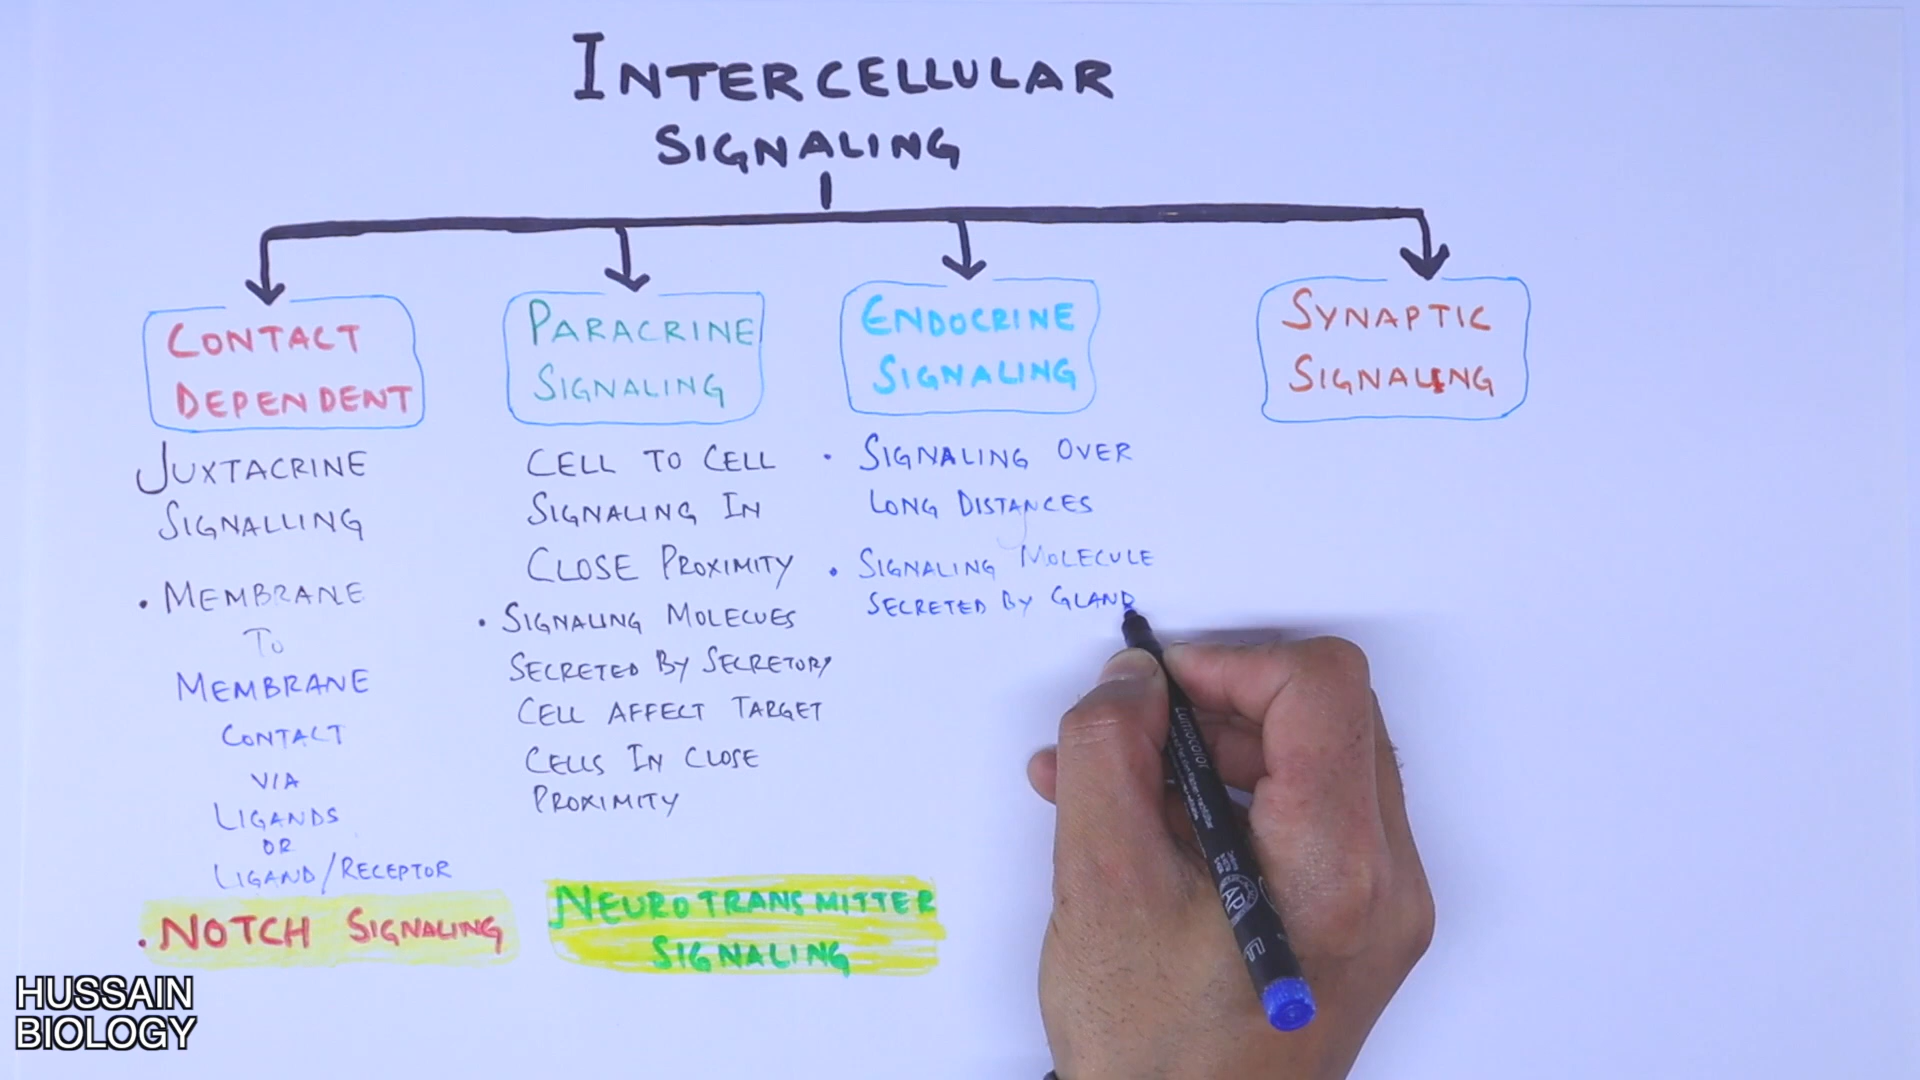 INTERCELLULAR
SIGNALING
CONTACT
DEPENDENT
JUXTACRINE
SIGNALLING
• MEMBRANE
TO
MEMBRANE
CONTACT
VIA
LIGANDS
OR
LIGAND/RECEPTOR
• NOTCH SIGNALING
PARACRINE
SIGNALING
CELL TO CELL
SIGNALING IN
CLOSE PROXIMITY
• SIGNALING MOLECUES
SECRETED BY SECRETORY
CELL AFFECT TARGET
CELLS IN CLOSE
PROXIMITY
NEUROTRANSMITTER
SIGNALING
ENDOCRINE
SIGNALING
• SIGNALING OVER
LONG DISTANCES
• SIGNALING MOLECULE
SECRETED BY GLAND
SYNAPTIC
SIGNALING
Lumocolor
AP
F
HUSSAIN
BIOLOGY